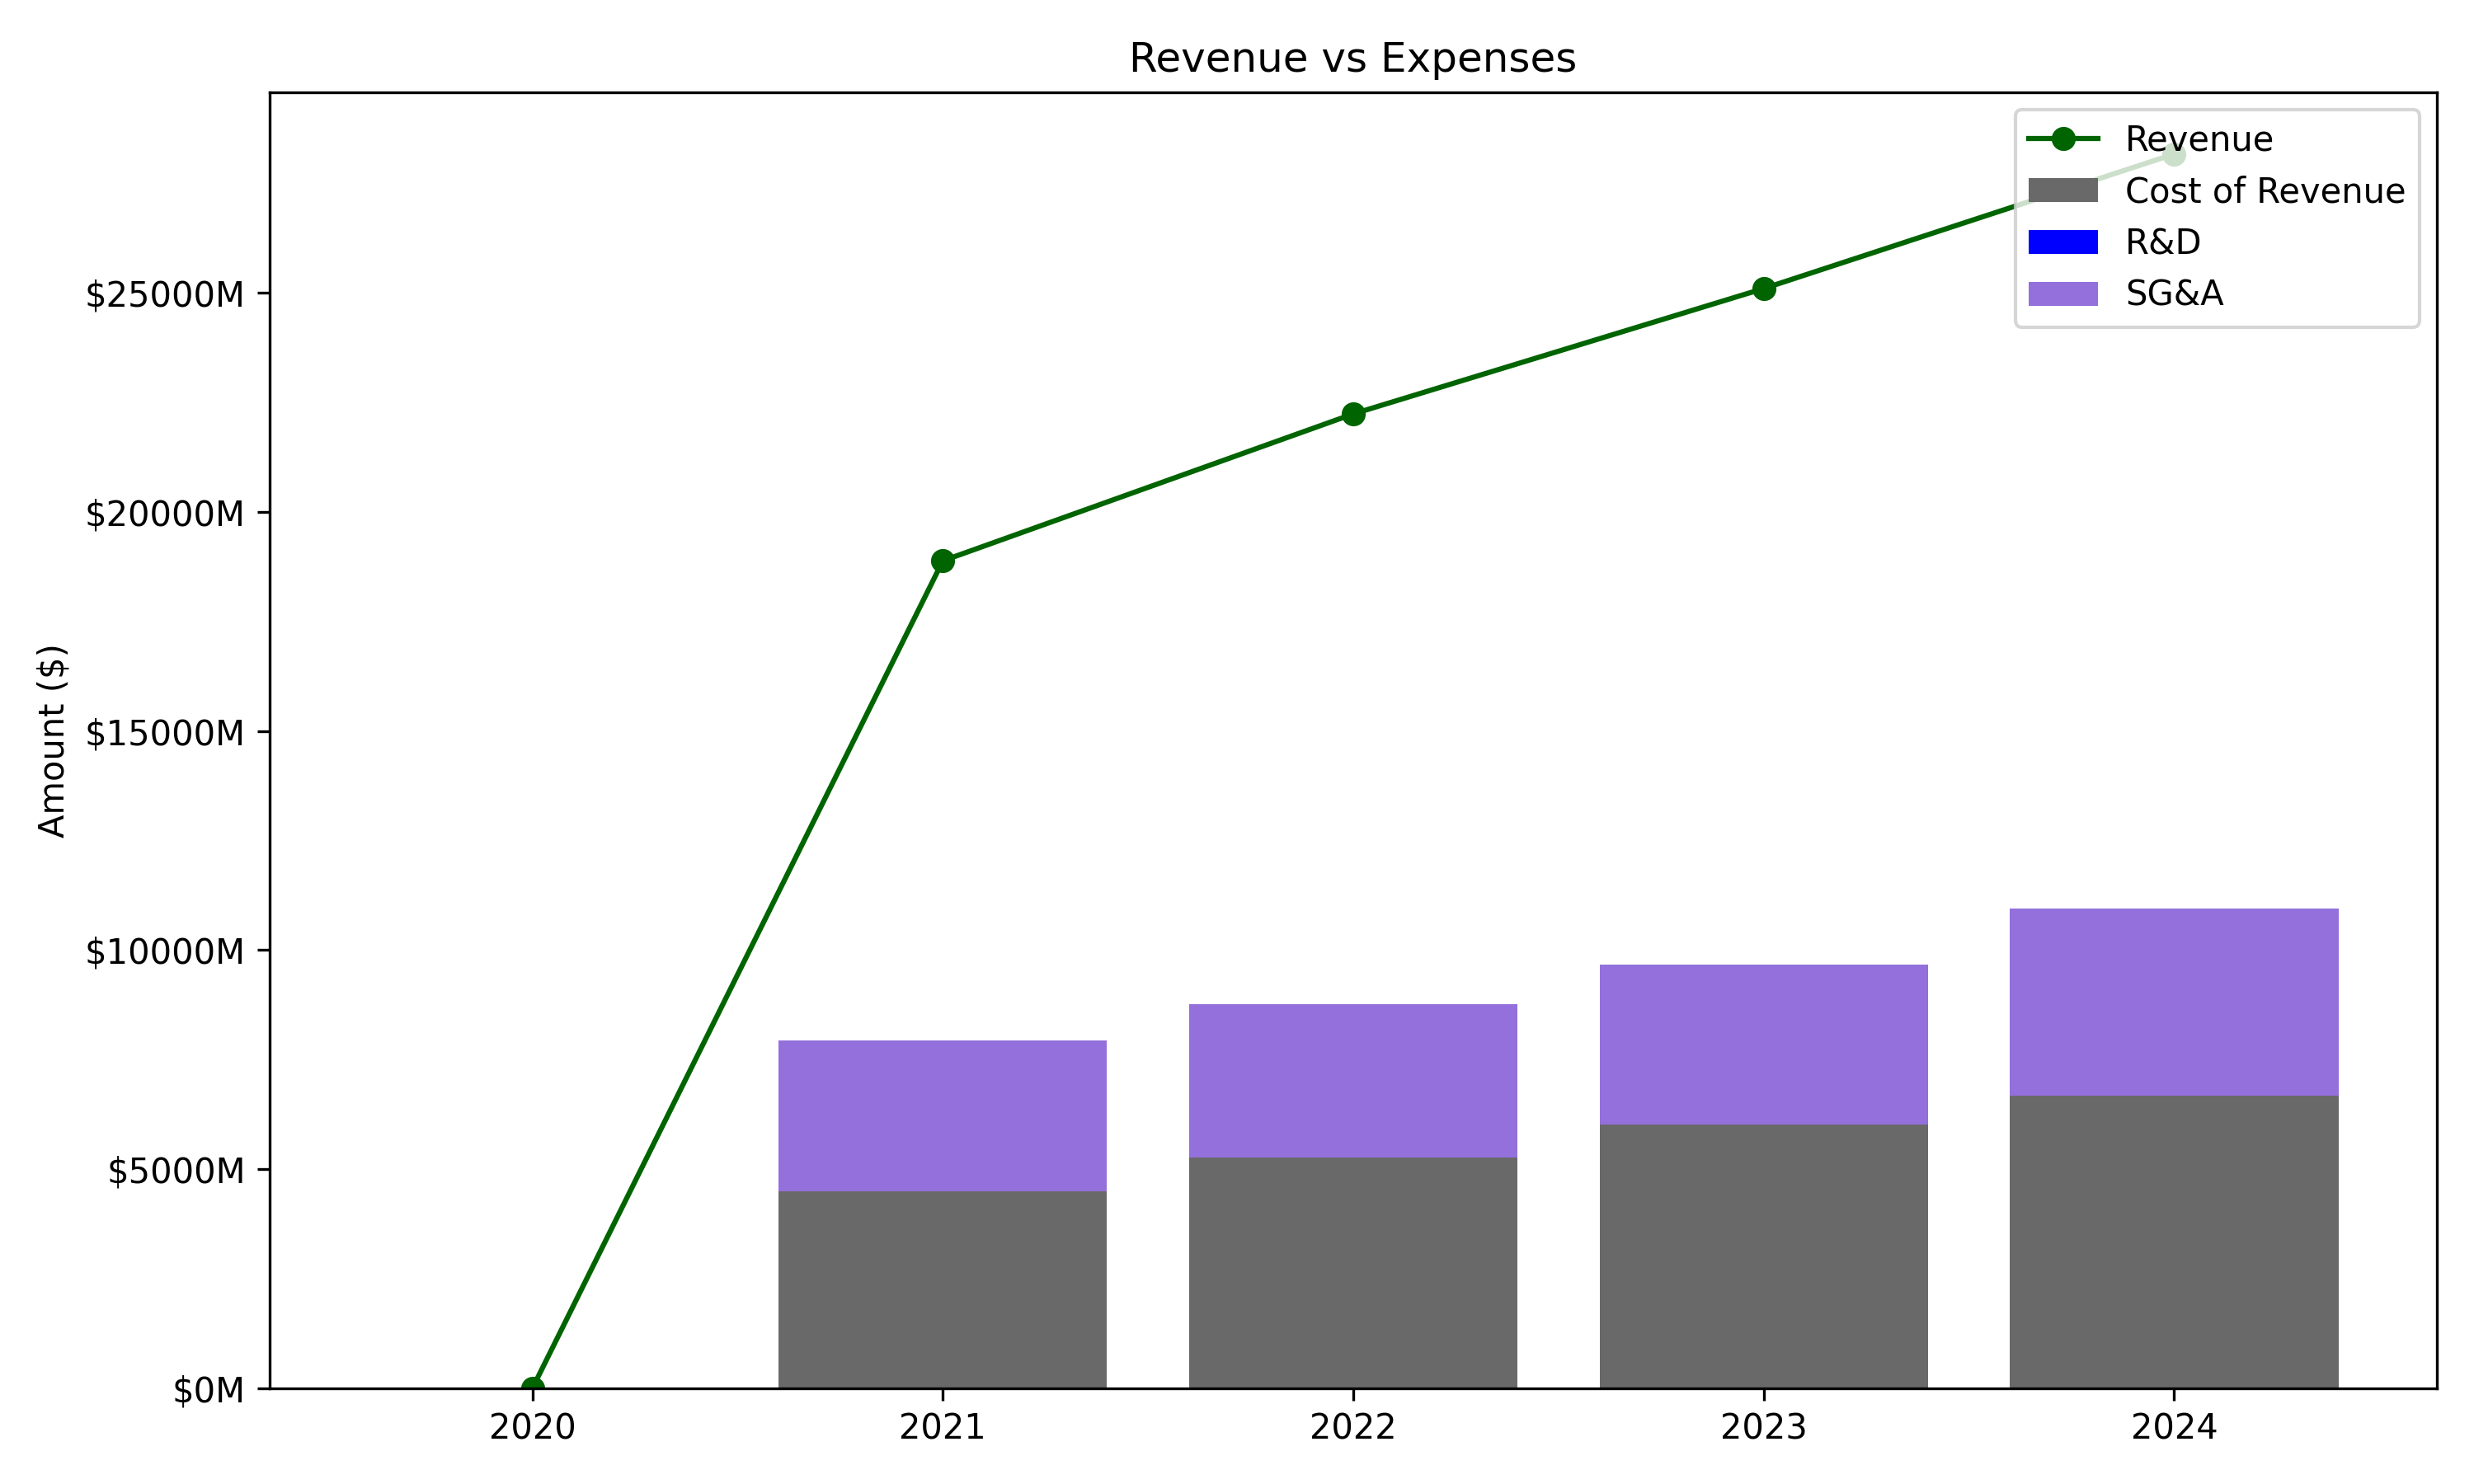 Revenue vs Expenses
Revenue
Cost of Revenue
R&D
SG&A
Amount ($)
$25000M
$20000M
$15000M
$10000M
$5000M
$0M
2020
2021
2022
2023
2024